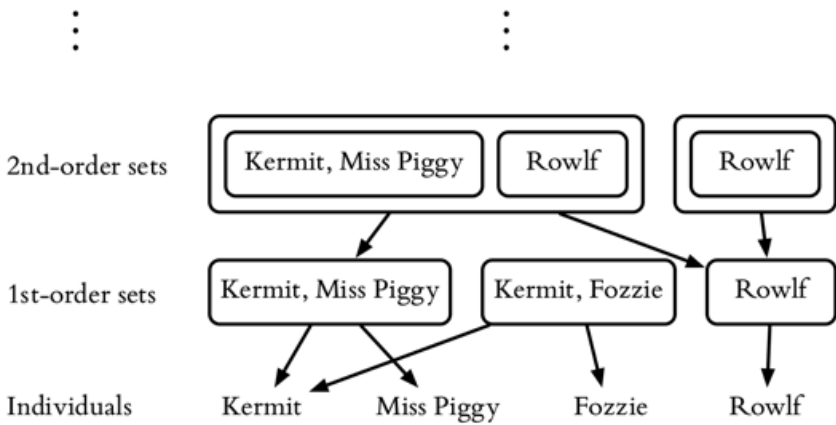 2nd-order sets Kermit, Miss Piggy Rowlf Rowlf
1st-order sets Kermit, Miss Piggy Kermit, Fozzie Rowlf
Individuals Kermit Miss Piggy Fozzie Rowlf